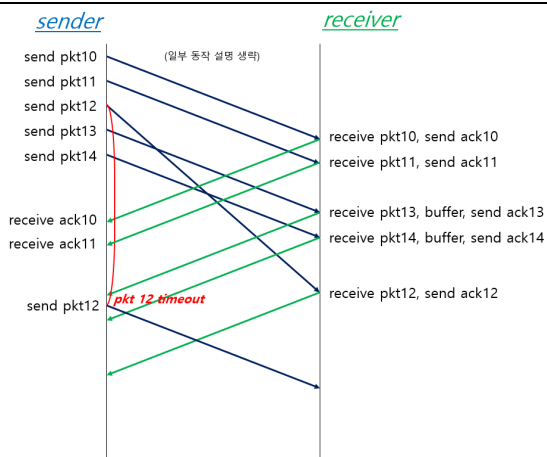 sender
receiver
send pkt10
(일부 동작 설명 생략)
send pkt11
send pkt12
send pkt13
send pkt14
receive pkt10, send ack10
receive pkt11, send ack11
receive pkt13, buffer, send ack13
receive pkt14, buffer, send ack14
receive ack10
receive ack11
receive pkt12, send ack12
send pkt12
pkt 12 timeout